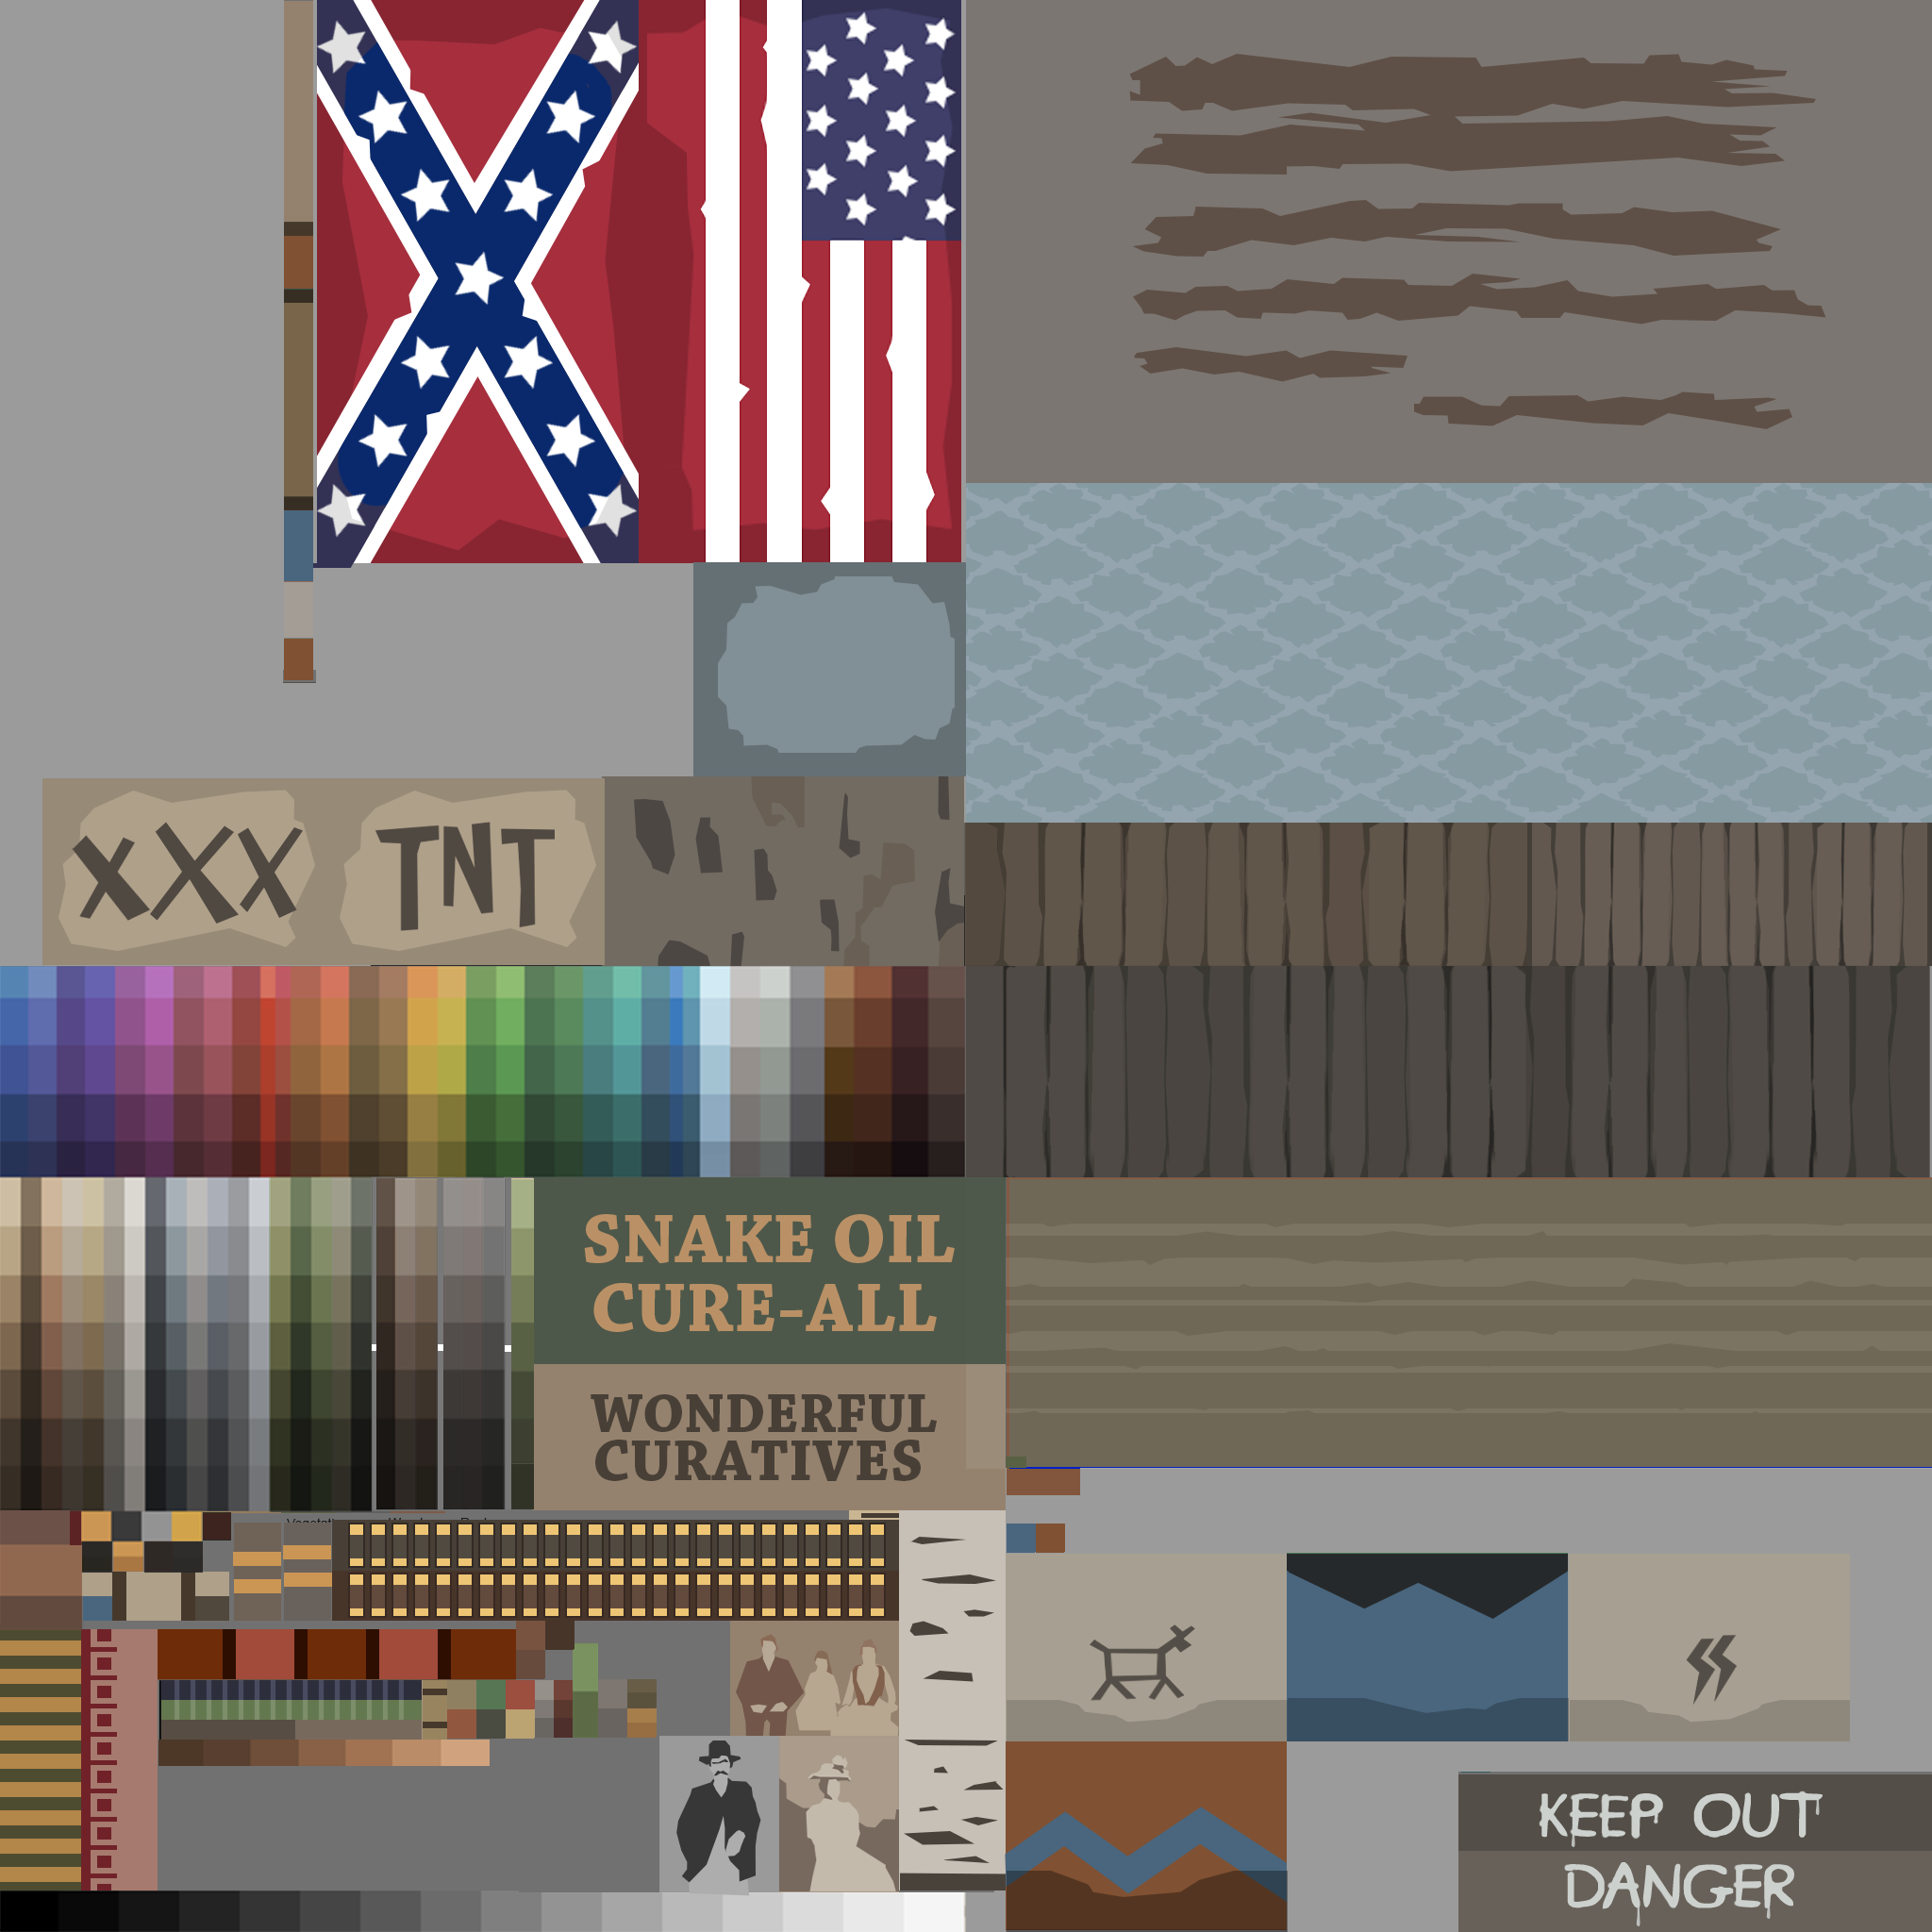 XXX TNT
SNAKE OIL
CURE-ALL
WONDERFUL
CURATIVES
KEEP OUT
DANGER